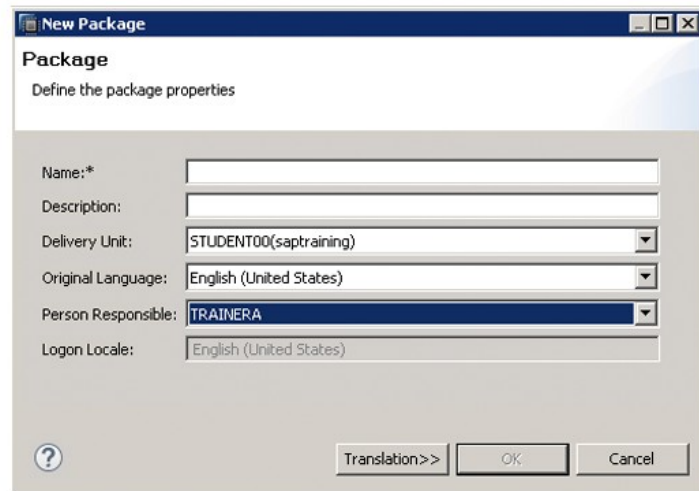 New Package
Package
Define the package properties
Name:*
Description:
Delivery Unit: STUDENT00(saptraining)
Original Language: English (United States)
Person Responsible: TRAINERA
Logon Locale: English (United States)
? Translation>> OK Cancel